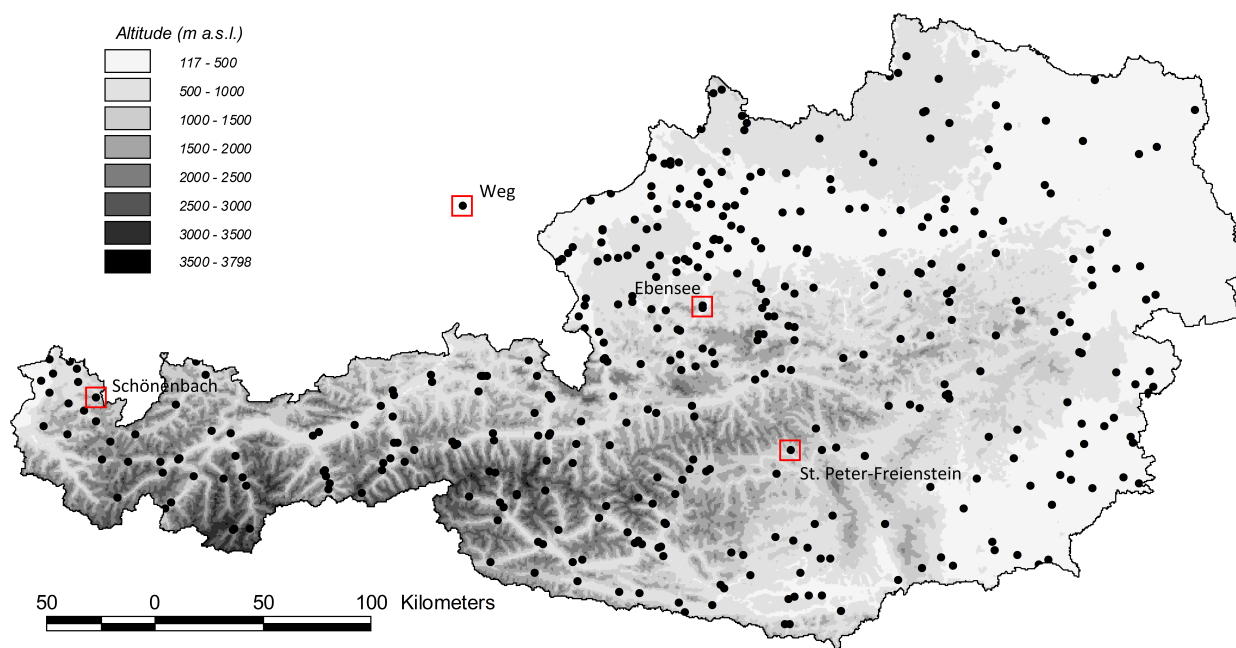 Altitude (m a.s.l.)
117 - 500
500 - 1000
1000 - 1500
1500 - 2000
2000 - 2500
2500 - 3000
3000 - 3500
3500 - 3798
Weg
Ebensee
Schönenbach
St. Peter-Freienstein
50 0 50 100 Kilometers